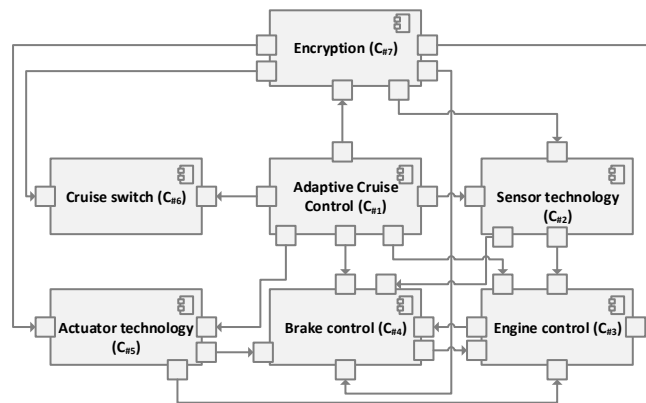 Encryption (C#7)
Cruise switch (C#6)
Adaptive Cruise
Control (C#1)
Sensor technology
(C#2)
Actuator technology
(C#5)
Brake control (C#4)
Engine control (C#3)